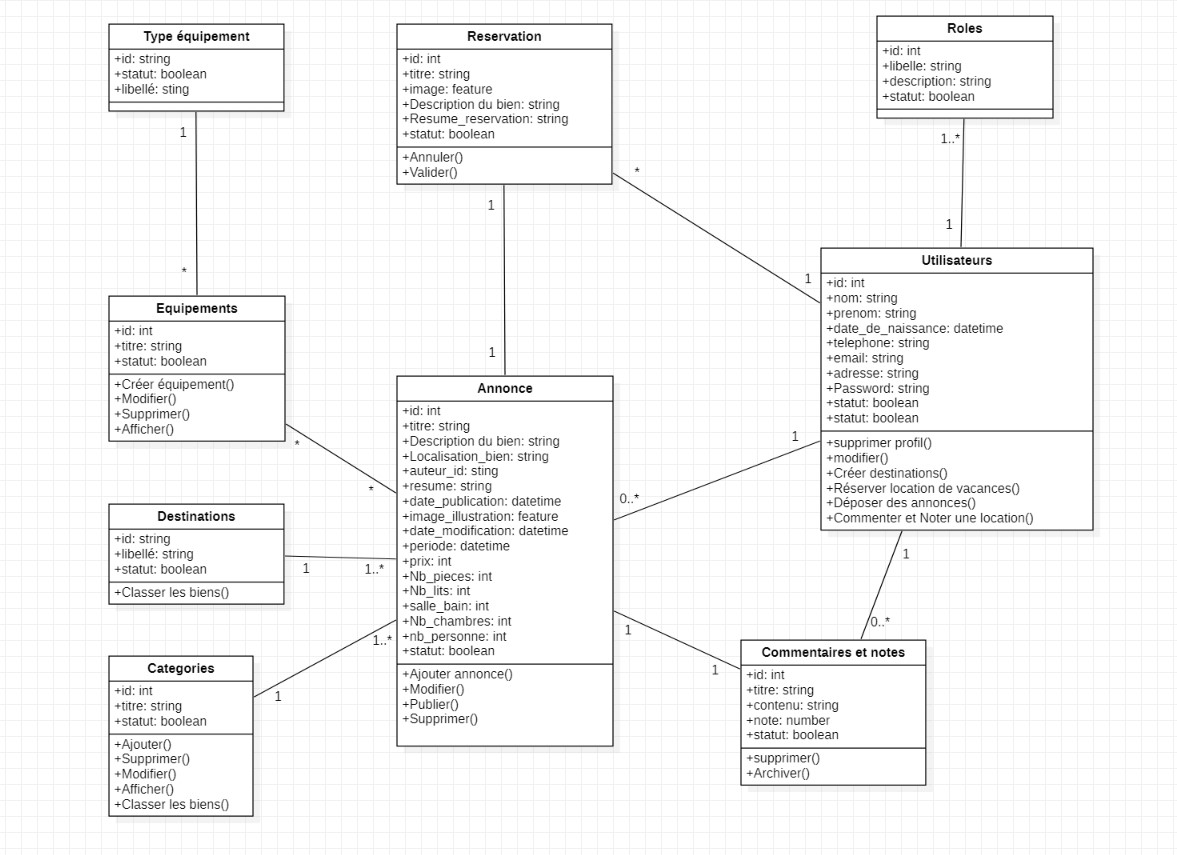 Type équipement
+id: string
+statut: boolean
+libellé: sting
1
*
Equipements
+id: int
+titre: string
+statut: boolean
+Créer équipement()
+Modifier()
+Supprimer()
+Afficher()
*
*
Destinations
+id: string
+libellé: string
+statut: boolean
+Classer les biens()
1
1..*
Categories
+id: int
+titre: string
+statut: boolean
+Ajouter()
+Supprimer()
+Modifier()
+Afficher()
+Classer les biens()
1
1..*
Reservation
+id: int
+titre: string
+image: feature
+Description du bien: string
+Resume_reservation: string
+statut: boolean
+Annuler()
+Valider()
1
1
*
1
Annonce
+id: int
+titre: string
+Description du bien: string
+Localisation_bien: string
+auteur_id: sting
+resume: string
+date_publication: datetime
+image_illustration: feature
+date_modification: datetime
+periode: datetime
+prix: int
+Nb_pieces: int
+Nb_lits: int
+salle_bain: int
+Nb_chambres: int
+nb_personne: int
+statut: boolean
+Ajouter annonce()
+Modifier()
+Publier()
+Supprimer()
0..*
1
1
1
Roles
+id: int
+libelle: string
+description: string
+statut: boolean
1..*
1
Utilisateurs
+id: int
+nom: string
+prenom: string
+date_de_naissance: datetime
+telephone: string
+email: string
+adresse: string
+Password: string
+statut: boolean
+statut: boolean
+supprimer profil()
+modifier()
+Créer destinations()
+Réserver location de vacances()
+Déposer des annonces()
+Commenter et Noter une location()
1
0..*
Commentaires et notes
+id: int
+titre: string
+contenu: string
+note: number
+statut: boolean
+supprimer()
+Archiver()